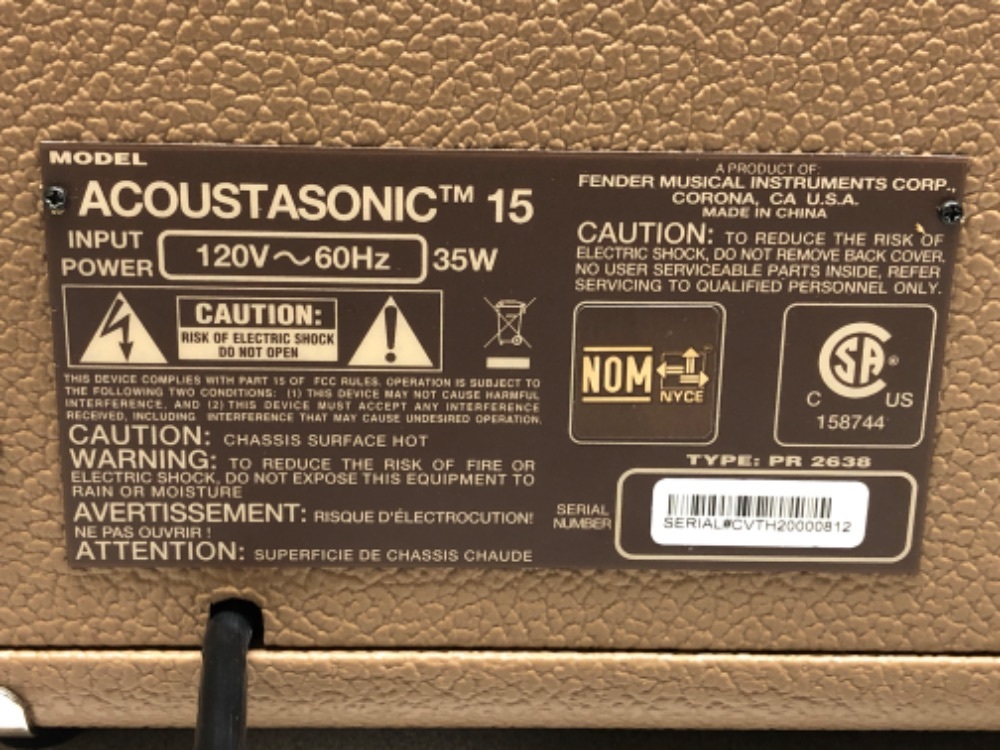 MODEL
ACOUSTASONIC™ 15
INPUT
POWER
120V～60Hz
35W
CAUTION:
RISK OF ELECTRIC SHOCK
DO NOT OPEN
THIS DEVICE COMPLIES WITH PART 15 OF FCC RULES. OPERATION IS SUBJECT TO
THE FOLLOWING TWO CONDITIONS: (1) THIS DEVICE MAY NOT CAUSE HARMFUL
INTERFERENCE, AND (2) THIS DEVICE MUST ACCEPT ANY INTERFERENCE
RECEIVED, INCLUDING INTERFERENCE THAT MAY CAUSE UNDESIRED OPERATION.
CAUTION: CHASSIS SURFACE HOT
WARNING: TO REDUCE THE RISK OF FIRE OR
ELECTRIC SHOCK, DO NOT EXPOSE THIS EQUIPMENT TO
RAIN OR MOISTURE
AVERTISSEMENT: RISQUE D'ÉLECTROCUTION!
NE PAS OUVRIR !
ATTENTION: SUPERFICIE DE CHASSIS CHAUDE
A PRODUCT OF:
FENDER MUSICAL INSTRUMENTS CORP.,
CORONA, CA U.S.A.
MADE IN CHINA
CAUTION: TO REDUCE THE RISK OF
ELECTRIC SHOCK, DO NOT REMOVE BACK COVER.
NO USER SERVICEABLE PARTS INSIDE, REFER
SERVICING TO QUALIFIED PERSONNEL ONLY.
NOM
NYCE
SA®
C US
158744
TYPE: PR 2638
SERIAL
NUMBER
SERIAL#CVTH20000812